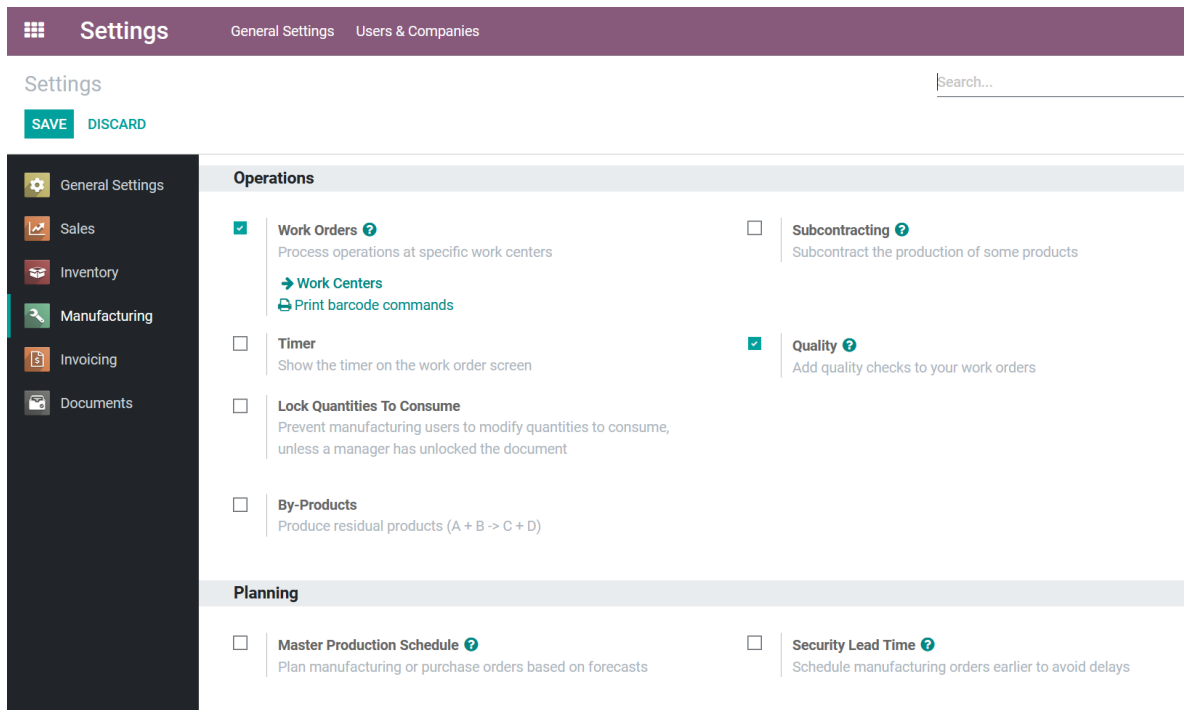 Settings
General Settings
Users & Companies
Settings
Search...
SAVE
DISCARD
General Settings
Sales
Inventory
Manufacturing
Invoicing
Documents
Operations
Work Orders
Process operations at specific work centers
Work Centers
Print barcode commands
Subcontracting
Subcontract the production of some products
Timer
Show the timer on the work order screen
Quality
Add quality checks to your work orders
Lock Quantities To Consume
Prevent manufacturing users to modify quantities to consume,
unless a manager has unlocked the document
By-Products
Produce residual products (A + B -> C + D)
Planning
Master Production Schedule
Plan manufacturing or purchase orders based on forecasts
Security Lead Time
Schedule manufacturing orders earlier to avoid delays